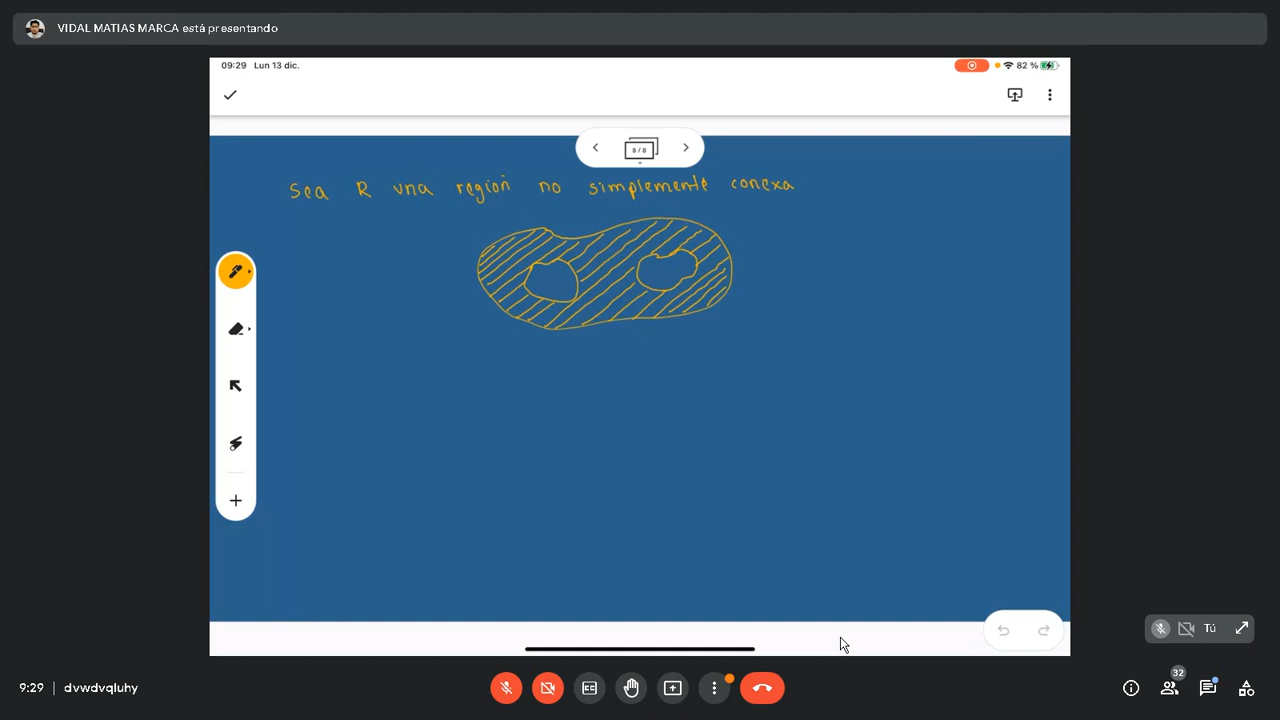 VIDAL MATIAS MARCA está presentando
09:29 Lun 13 dic.
82 %
8/8
Sea R una región no simplemente conexa
Tú
9:29 | dvwdvqluhy
32